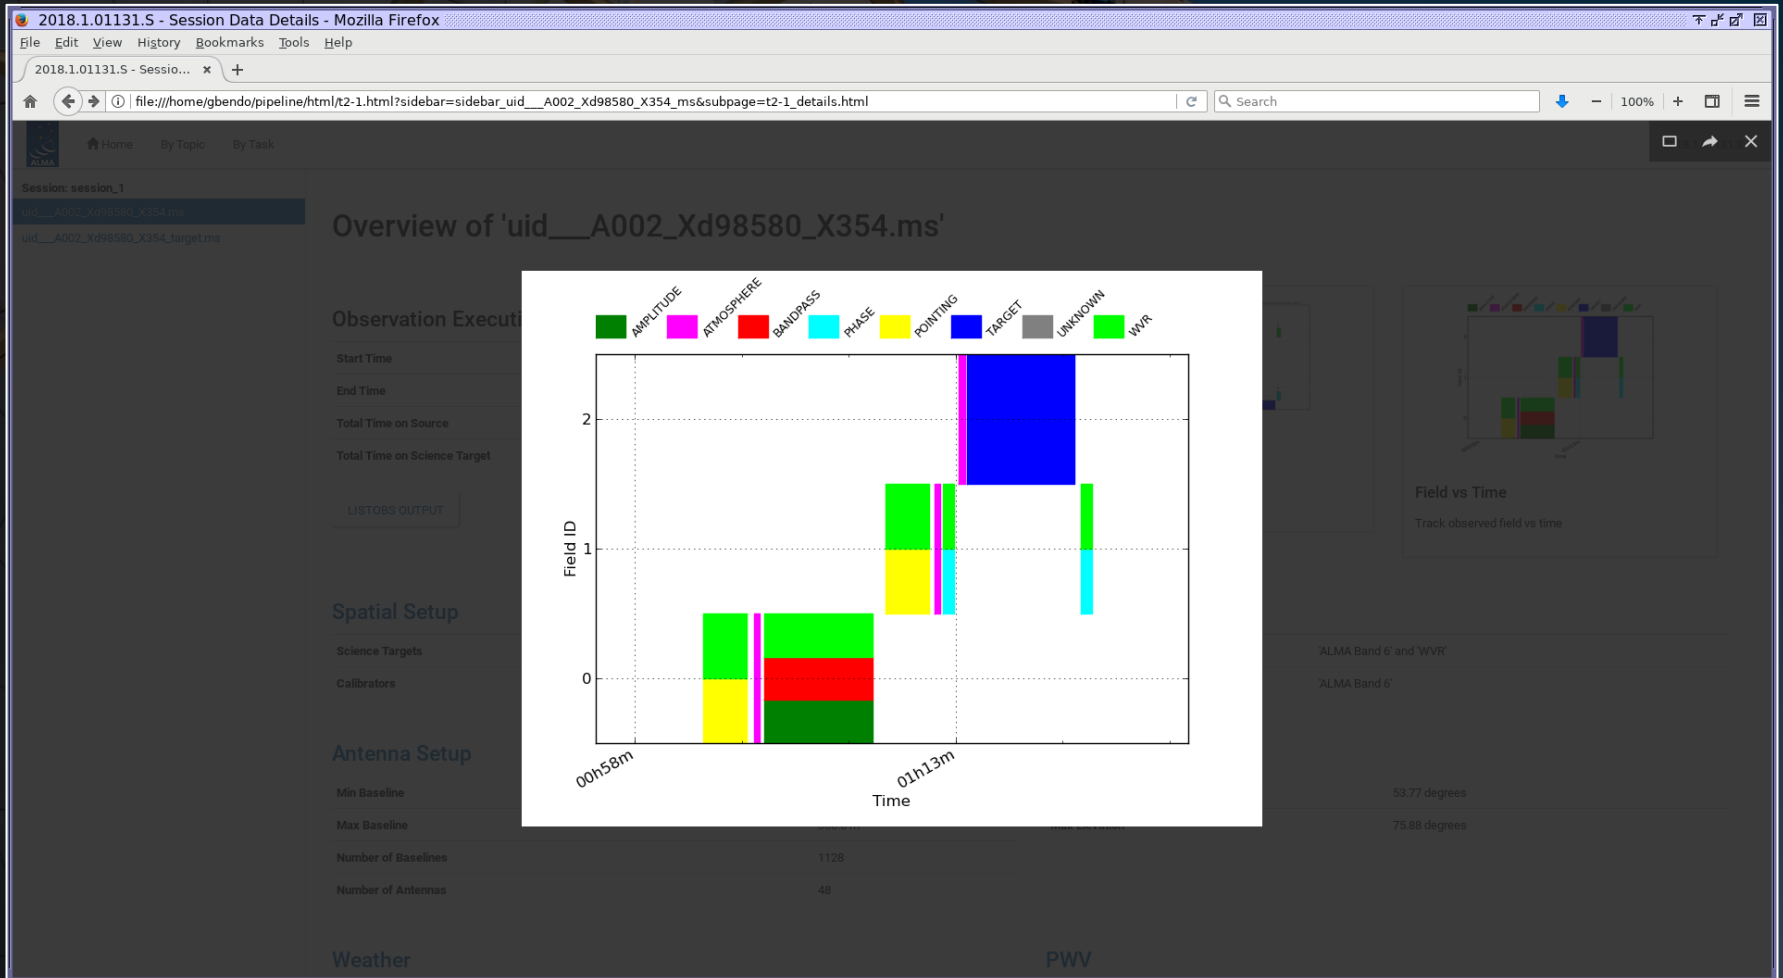 2018.1.01131.S - Session Data Details - Mozilla Firefox
File Edit View History Bookmarks Tools Help
2018.1.01131.S - Sessio...
file:///home/gbendo/pipeline/html/t2-1.html?sidebar=sidebar_uid___A002_Xd98580_X354_ms&subpage=t2-1_details.html
Search
100%
ALMA
Home By Topic By Task
Session: session_1
uid___A002_Xd98580_X354.ms
uid___A002_Xd98580_X354_target.ms
Overview of 'uid___A002_Xd98580_X354.ms'
Observation Executi
Start Time
End Time
Total Time on Source
Total Time on Science Target
LISTOBS OUTPUT
AMPLITUDE
ATMOSPHERE
BANDPASS
PHASE
POINTING
TARGET
UNKNOWN
WVR
2
1
0
Field ID
00h58m
01h13m
Time
Field vs Time
Track observed field vs time
Spatial Setup
Science Targets 'ALMA Band 6' and 'WVR'
Calibrators 'ALMA Band 6'
Antenna Setup
Min Baseline 53.77 degrees
Max Baseline 75.88 degrees
Number of Baselines 1128
Number of Antennas 48
Weather
PWV